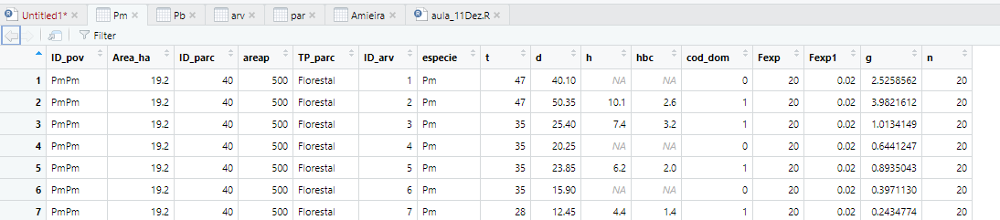 Untitled1* Pm Pb arv par Amieira aula_11Dez.R
Filter
ID_pov Area_ha ID_parc areap TP_parc ID_arv especie t d h hbc cod_dom Fexp Fexp1 g n
1 PmPm 19.2 40 500 Florestal 1 Pm 47 40.10 NA NA 0 20 0.02 2.5258562 20
2 PmPm 19.2 40 500 Florestal 2 Pm 47 50.35 10.1 2.6 1 20 0.02 3.9821612 20
3 PmPm 19.2 40 500 Florestal 3 Pm 35 25.40 7.4 3.2 1 20 0.02 1.0134149 20
4 PmPm 19.2 40 500 Florestal 4 Pm 35 20.25 NA NA 0 20 0.02 0.6441247 20
5 PmPm 19.2 40 500 Florestal 5 Pm 35 23.85 6.2 2.0 1 20 0.02 0.8935043 20
6 PmPm 19.2 40 500 Florestal 6 Pm 35 15.90 NA NA 0 20 0.02 0.3971130 20
7 PmPm 19.2 40 500 Florestal 7 Pm 28 12.45 4.4 1.4 1 20 0.02 0.2434774 20